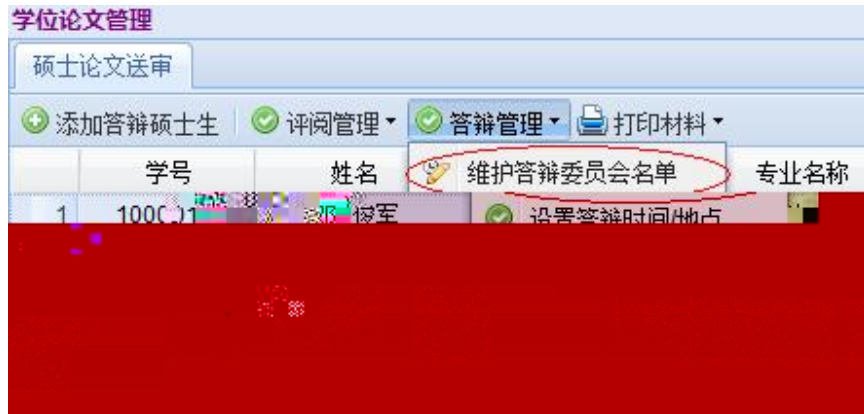 学位论文管理
硕士论文送审
添加答辩硕士生 评阅管理 答辩管理 打印材料
学号 姓名 维护答辩委员会名单 专业名称
1 俊军 设置答辩时间/地点